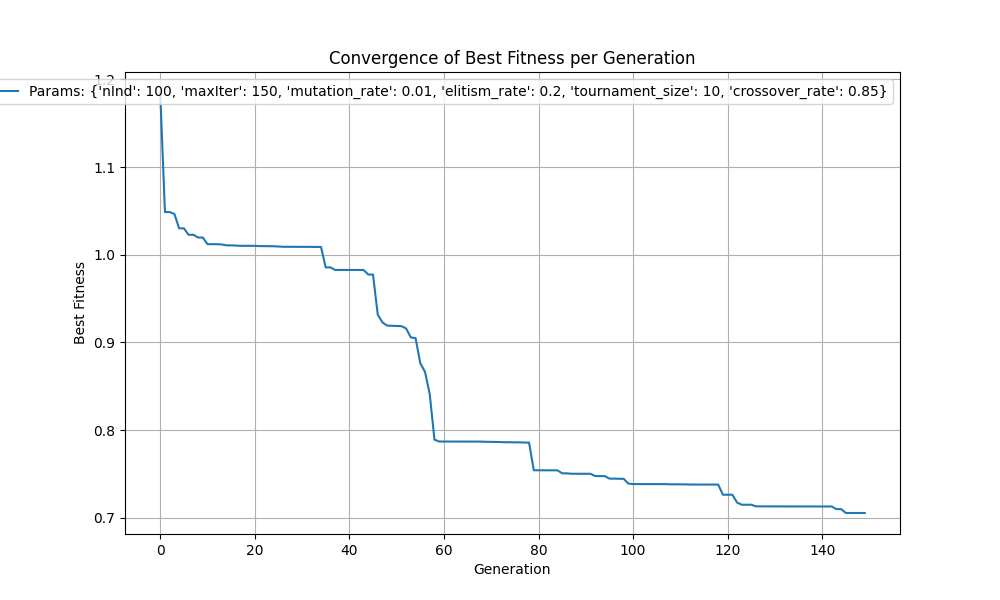 Convergence of Best Fitness per Generation
1.2
Params: {'nInd': 100, 'maxIter': 150, 'mutation_rate': 0.01, 'elitism_rate': 0.2, 'tournament_size': 10, 'crossover_rate': 0.85}
1.1
1.0
Best Fitness
0.9
0.8
0.7
0 20 40 60 80 100 120 140
Generation